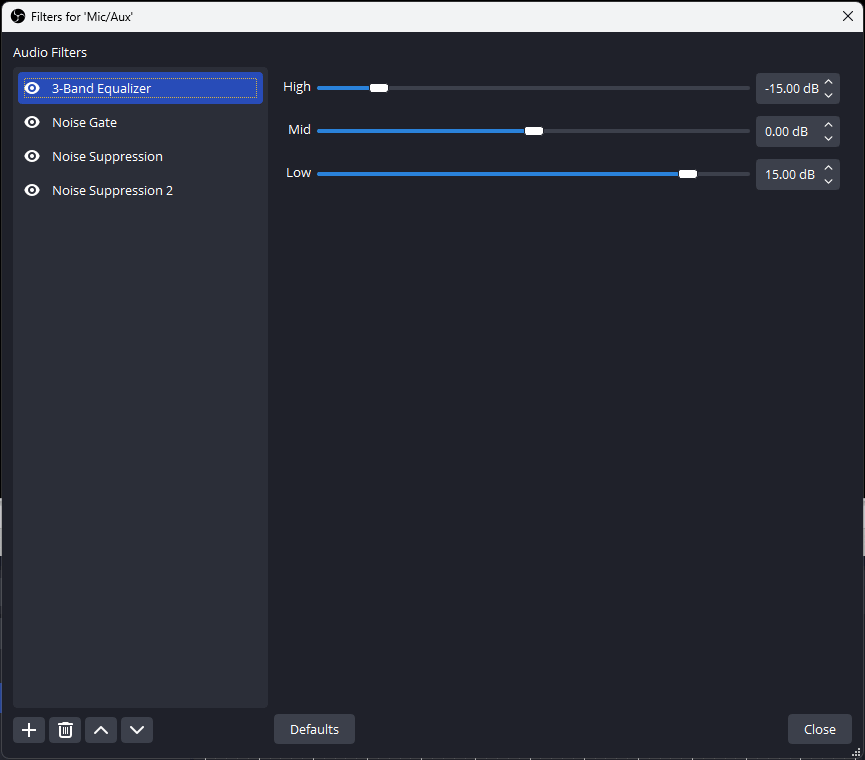 Filters for 'Mic/Aux'
Audio Filters
3-Band Equalizer
Noise Gate
Noise Suppression
Noise Suppression 2
High -15.00 dB
Mid 0.00 dB
Low 15.00 dB
Defaults
Close